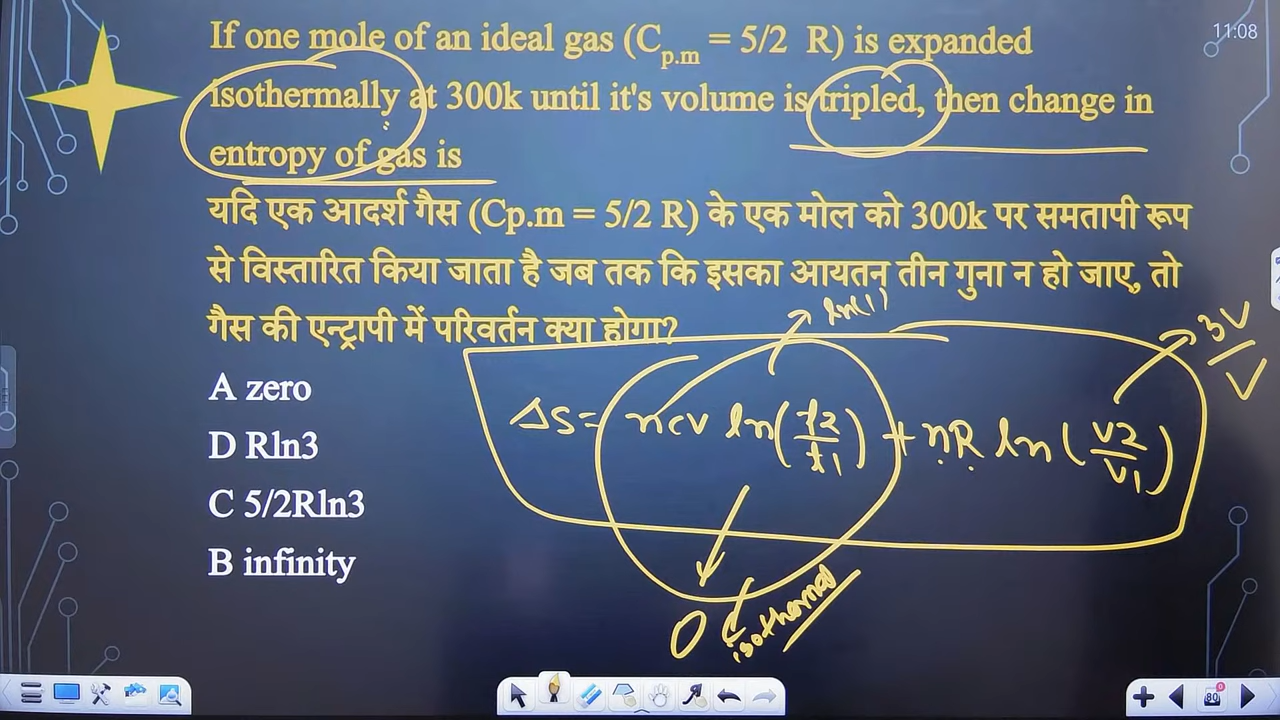 11:08
If one mole of an ideal gas (Cp.m = 5/2 R) is expanded
isothermally at 300k until it's volume is tripled, then change in
entropy of gas is
यदि एक आदर्श गैस (Cp.m = 5/2 R) के एक मोल को 300k पर समतापी रूप
से विस्तारित किया जाता है जब तक कि इसका आयतन तीन गुना न हो जाए, तो
गैस की एन्ट्रापी में परिवर्तन क्या होगा?
ln(1)
3V/V
A zero
D Rln3
C 5/2Rln3
B infinity
ΔS = ncv ln(t2/t1) + nR ln(v2/v1)
0
isothermal
80